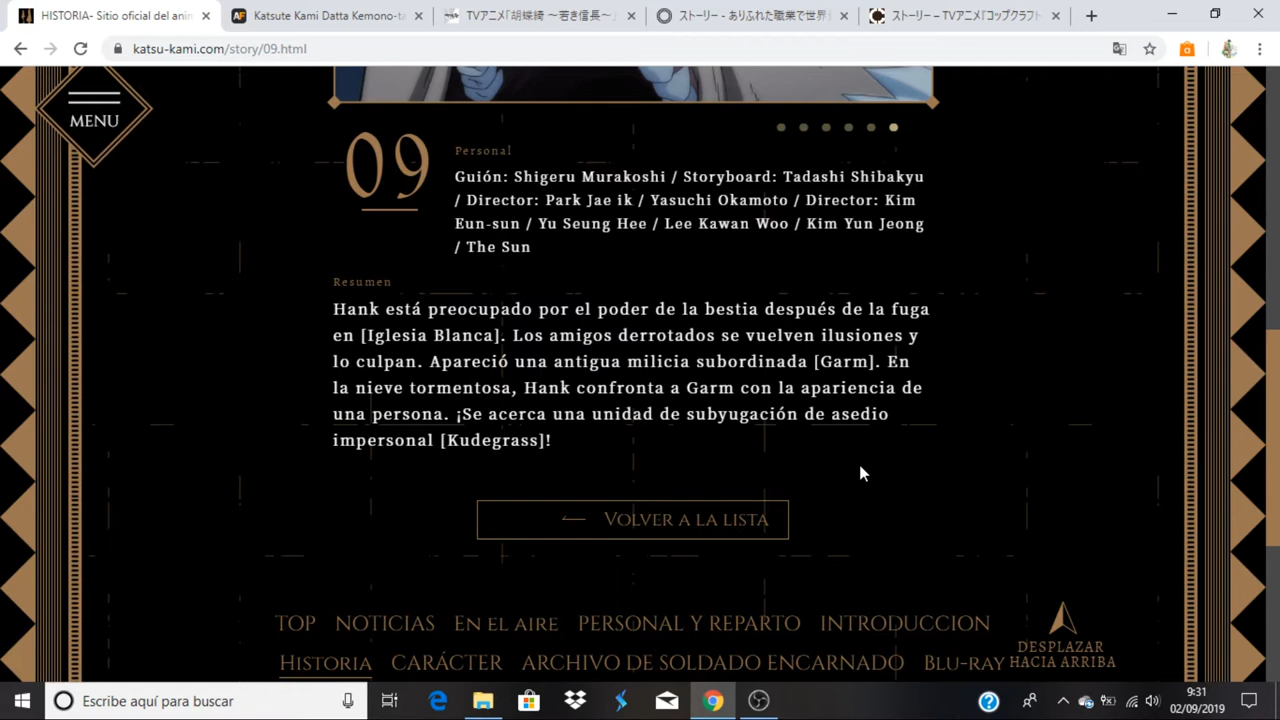 HISTORIA- Sitio oficial del anim
Katsute Kami Datta Kemono-ta
TVアニメ「胡蝶綺 ～若き信長～」
ストーリー - ありふれた職業で世界
ストーリー – TVアニメ『コップクラフト
katsu-kami.com/story/09.html
MENU
09
Personal
Guión: Shigeru Murakoshi / Storyboard: Tadashi Shibakyu
/ Director: Park Jae ik / Yasuchi Okamoto / Director: Kim
Eun-sun / Yu Seung Hee / Lee Kawan Woo / Kim Yun Jeong
/ The Sun
Resumen
Hank está preocupado por el poder de la bestia después de la fuga
en [Iglesia Blanca]. Los amigos derrotados se vuelven ilusiones y
lo culpan. Apareció una antigua milicia subordinada [Garm]. En
la nieve tormentosa, Hank confronta a Garm con la apariencia de
una persona. ¡Se acerca una unidad de subyugación de asedio
impersonal [Kudegrass]!
Volver a la lista
TOP NOTICIAS En el aire PERSONAL Y REPARTO INTRODUCCION
DESPLAZAR
HACIA ARRIBA
Historia CARÁCTER ARCHIVO DE SOLDADO ENCARNADO Blu-ray
Escribe aquí para buscar
9:31
02/09/2019